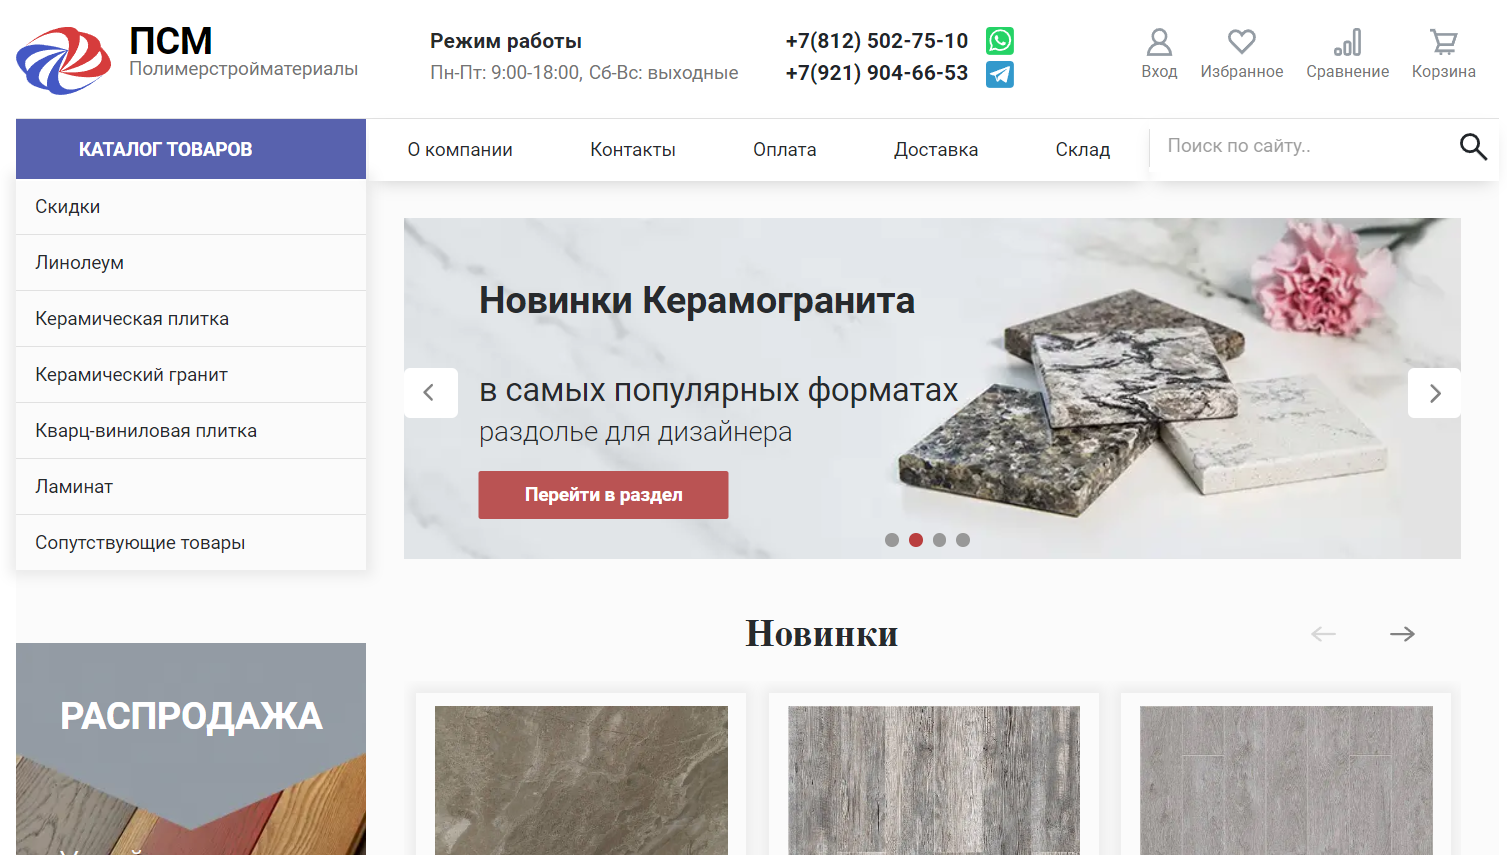 ПСМ
Полимерстройматериалы
Режим работы
Пн-Пт: 9:00-18:00, Сб-Вс: выходные
+7(812) 502-75-10
+7(921) 904-66-53
Вход
Избранное
Сравнение
Корзина
КАТАЛОГ ТОВАРОВ
О компании
Контакты
Оплата
Доставка
Склад
Поиск по сайту..
Скидки
Линолеум
Керамическая плитка
Керамический гранит
Кварц-виниловая плитка
Ламинат
Сопутствующие товары
Новинки Керамогранита
в самых популярных форматах
раздолье для дизайнера
Перейти в раздел
Новинки
РАСПРОДАЖА